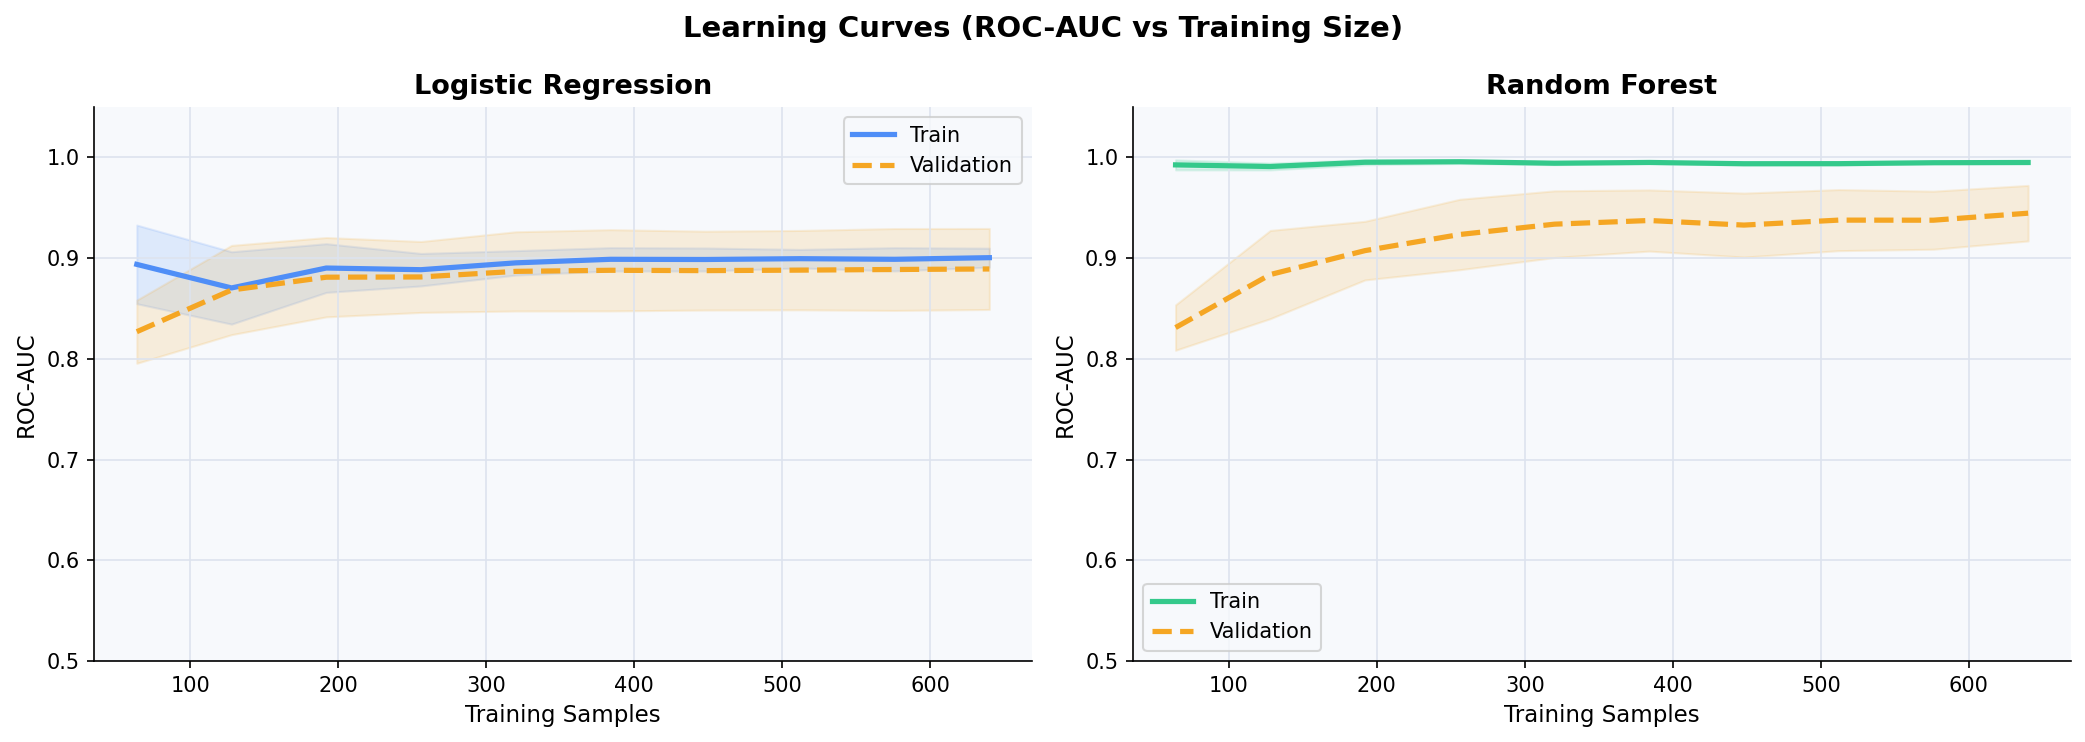 Learning Curves (ROC-AUC vs Training Size)
Logistic Regression
Train
Validation
1.0
0.9
0.8
0.7
0.6
0.5
ROC-AUC
100 200 300 400 500 600
Training Samples
Random Forest
1.0
0.9
0.8
0.7
0.6
0.5
ROC-AUC
Train
Validation
100 200 300 400 500 600
Training Samples